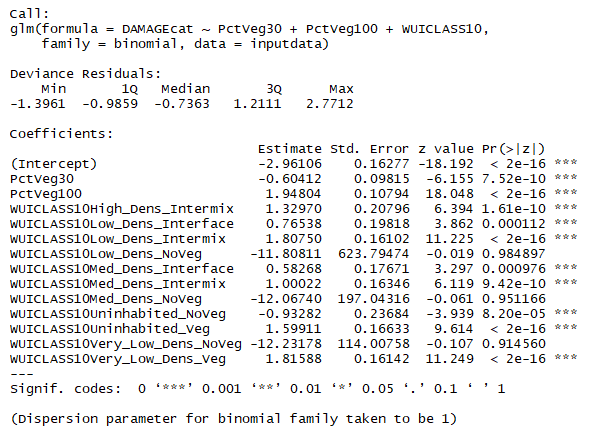 Call:
glm(formula = DAMAGEcat ~ PctVeg30 + PctVeg100 + WUICLASS10,
    family = binomial, data = inputdata)
Deviance Residuals:
    Min       1Q   Median       3Q      Max
-1.3961  -0.9859  -0.7363   1.2111   2.7712
Coefficients:
                              Estimate Std. Error z value Pr(>|z|)
(Intercept)                   -2.96106    0.16277 -18.192  < 2e-16 ***
PctVeg30                      -0.60412    0.09815  -6.155 7.52e-10 ***
PctVeg100                      1.94804    0.10794  18.048  < 2e-16 ***
WUICLASS10High_Dens_Intermix   1.32970    0.20796   6.394 1.61e-10 ***
WUICLASS10Low_Dens_Interface   0.76538    0.19818   3.862 0.000112 ***
WUICLASS10Low_Dens_Intermix    1.80750    0.16102  11.225  < 2e-16 ***
WUICLASS10Low_Dens_NoVeg     -11.80811  623.79474  -0.019 0.984897
WUICLASS10Med_Dens_Interface   0.58268    0.17671   3.297 0.000976 ***
WUICLASS10Med_Dens_Intermix    1.00022    0.16346   6.119 9.42e-10 ***
WUICLASS10Med_Dens_NoVeg     -12.06740  197.04316  -0.061 0.951166
WUICLASS10Uninhabited_NoVeg   -0.93282    0.23684  -3.939 8.20e-05 ***
WUICLASS10Uninhabited_Veg      1.59911    0.16633   9.614  < 2e-16 ***
WUICLASS10Very_Low_Dens_NoVeg -12.23178  114.00758  -0.107 0.914560
WUICLASS10Very_Low_Dens_Veg    1.81588    0.16142  11.249  < 2e-16 ***
---
Signif. codes:  0 ‘***’ 0.001 ‘**’ 0.01 ‘*’ 0.05 ‘.’ 0.1 ‘ ’ 1
(Dispersion parameter for binomial family taken to be 1)